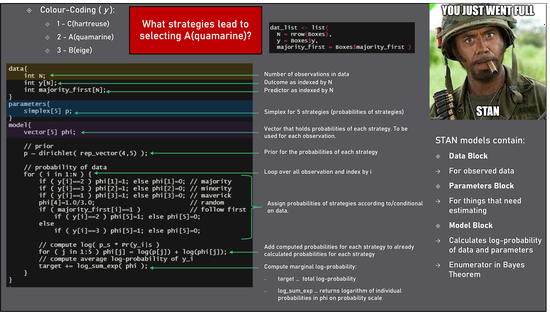 Colour-Coding ( y ):
1 – C(hartreuse)
2 – A(quamarine)
3 – B(eige)
What strategies lead to
selecting A(quamarine)?
dat_list <- list(
N = nrow(Boxes),
y = Boxes$y,
majority_first = Boxes$majority_first )
YOU JUST WENT FULL
STAN
data{
int N;
int y[N];
int majority_first[N];
}
parameters{
simplex[5] p;
}
model{
vector[5] phi;
// prior
p ~ dirichlet( rep_vector(4,5) );
// probability of data
for ( i in 1:N ) {
if ( y[i]==2 ) phi[1]=1; else phi[1]=0; // majority
if ( y[i]==3 ) phi[2]=1; else phi[2]=0; // minority
if ( y[i]==1 ) phi[3]=1; else phi[3]=0; // maverick
phi[4]=1.0/3.0; // random
if ( majority_first[i]==1 ) // follow first
if ( y[i]==2 ) phi[5]=1; else phi[5]=0;
else
if ( y[i]==3 ) phi[5]=1; else phi[5]=0;
// compute log( p_s * Pr(y_i|s )
for ( j in 1:5 ) phi[j] = log(p[j]) + log(phi[j]);
// compute average log-probability of y_i
target += log_sum_exp( phi );
}
}
Number of observations in data
Outcome as indexed by N
Predictor as indexed by N
Simplex for 5 strategies (probabilities of strategies)
Vector that holds probabilities of each strategy. To be
used for each observation.
Prior for the probabilities of each strategy
Loop over all observation and index by i
Assign probabilities of strategies according to/conditional
on data.
Add computed probabilities for each strategy to already
calculated probabilities for each strategy
Compute marginal log-probability:
target … total log-probability
log_sum_exp … returns logarithm of individual
probabilities in phi on probability scale
STAN models contain:
Data Block
→ For observed data
Parameters Block
→ For things that need
estimating
Model Block
→ Calculates log-probability
of data and parameters
→ Enumerator in Bayes
Theorem